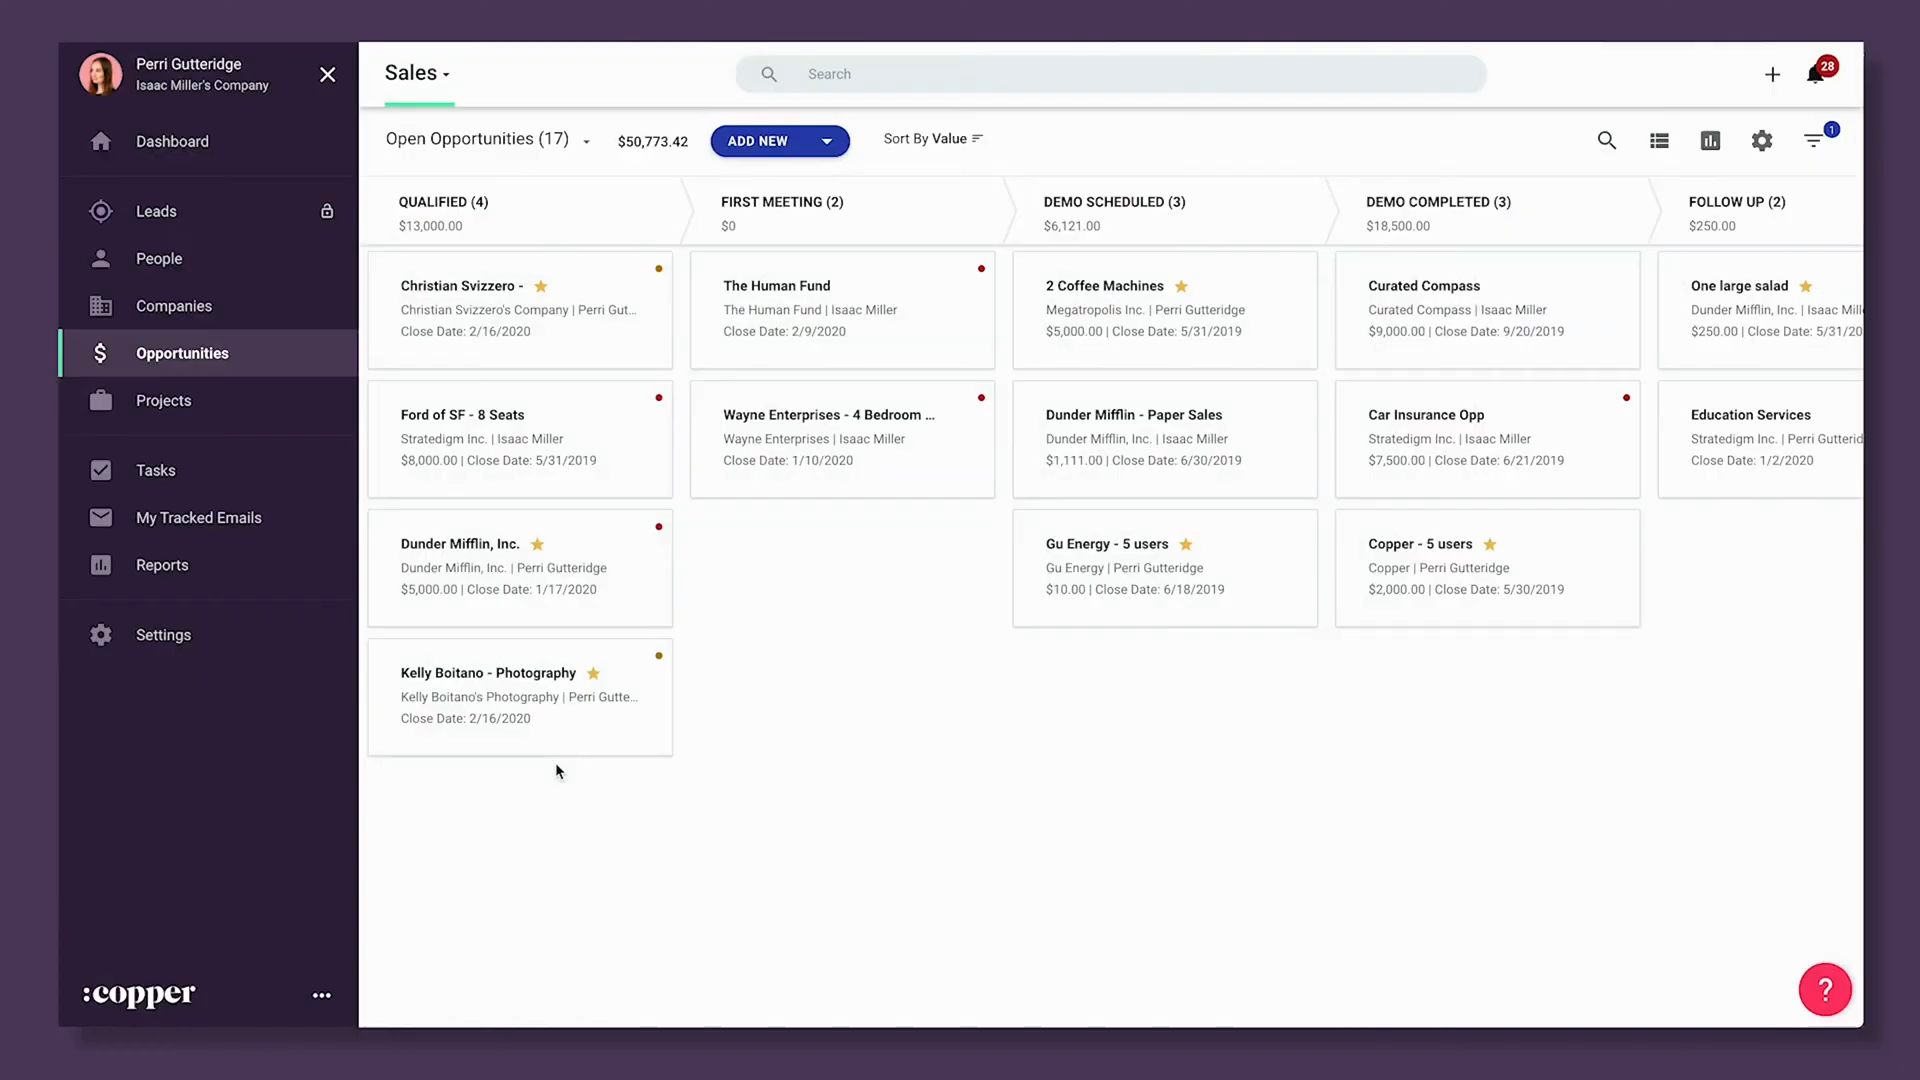 Perri Gutteridge
Isaac Miller's Company
Dashboard
Leads
People
Companies
Opportunities
Projects
Tasks
My Tracked Emails
Reports
Settings
:copper
Sales
Search
28
Open Opportunities (17)
$50,773.42
ADD NEW
Sort By Value
1
QUALIFIED (4)
$13,000.00
Christian Svizzero -
Christian Svizzero's Company | Perri Gut...
Close Date: 2/16/2020
Ford of SF - 8 Seats
Stratedigm Inc. | Isaac Miller
$8,000.00 | Close Date: 5/31/2019
Dunder Mifflin, Inc.
Dunder Mifflin, Inc. | Perri Gutteridge
$5,000.00 | Close Date: 1/17/2020
Kelly Boitano - Photography
Kelly Boitano's Photography | Perri Gutte...
Close Date: 2/16/2020
FIRST MEETING (2)
$0
The Human Fund
The Human Fund | Isaac Miller
Close Date: 2/9/2020
Wayne Enterprises - 4 Bedroom ...
Wayne Enterprises | Isaac Miller
Close Date: 1/10/2020
DEMO SCHEDULED (3)
$6,121.00
2 Coffee Machines
Megatropolis Inc. | Perri Gutteridge
$5,000.00 | Close Date: 5/31/2019
Dunder Mifflin - Paper Sales
Dunder Mifflin, Inc. | Isaac Miller
$1,111.00 | Close Date: 6/30/2019
Gu Energy - 5 users
Gu Energy | Perri Gutteridge
$10.00 | Close Date: 6/18/2019
DEMO COMPLETED (3)
$18,500.00
Curated Compass
Curated Compass | Isaac Miller
$9,000.00 | Close Date: 9/20/2019
Car Insurance Opp
Stratedigm Inc. | Isaac Miller
$7,500.00 | Close Date: 6/21/2019
Copper - 5 users
Copper | Perri Gutteridge
$2,000.00 | Close Date: 5/30/2019
FOLLOW UP (2)
$250.00
One large salad
Dunder Mifflin, Inc. | Isaac Mill
$250.00 | Close Date: 5/31/20
Education Services
Stratedigm Inc. | Perri Gutterid
Close Date: 1/2/2020
?